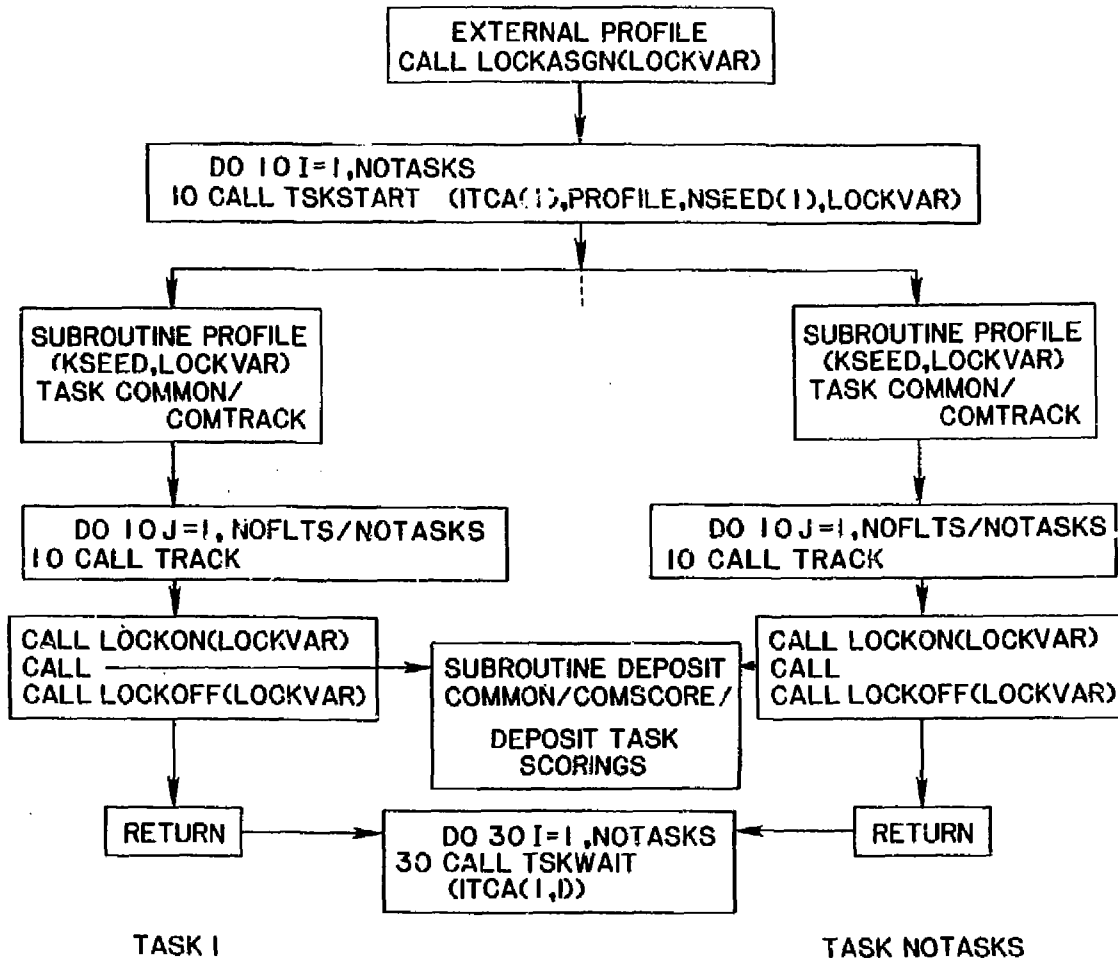 EXTERNAL PROFILE
CALL LOCKASGN(LOCKVAR)
DO 10 I=1,NOTASKS
10 CALL TSKSTART (ITCA(1),PROFILE,NSEED(1),LOCKVAR)
SUBROUTINE PROFILE
(KSEED,LOCKVAR)
TASK COMMON/
COMTRACK
SUBROUTINE PROFILE
(KSEED,LOCKVAR)
TASK COMMON/
COMTRACK
DO 10 J=1, NOFLTS/NOTASKS
10 CALL TRACK
DO 10 J=1, NOFLTS/NOTASKS
10 CALL TRACK
CALL LOCKON(LOCKVAR)
CALL
CALL LOCKOFF(LOCKVAR)
SUBROUTINE DEPOSIT
COMMON/COMSCORE/
DEPOSIT TASK
SCORINGS
CALL LOCKON(LOCKVAR)
CALL
CALL LOCKOFF(LOCKVAR)
RETURN
DO 30 I=1,NOTASKS
30 CALL TSKWAIT
(ITCA(1,I))
RETURN
TASK 1
TASK NOTASKS